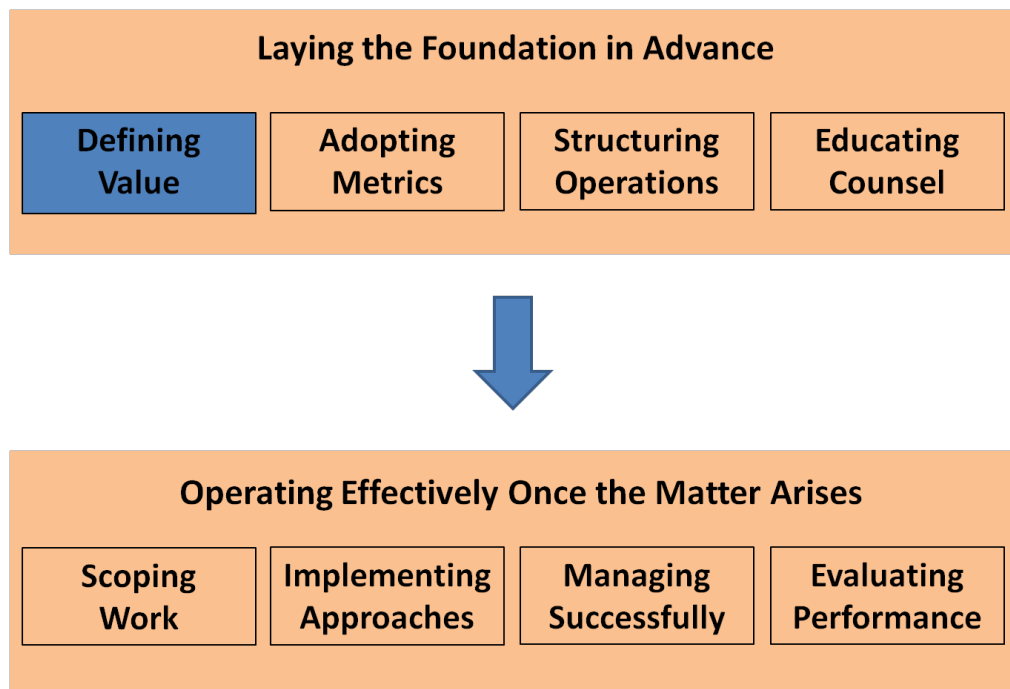 Laying the Foundation in Advance
Defining
Value
Adopting
Metrics
Structuring
Operations
Educating
Counsel
Operating Effectively Once the Matter Arises
Scoping
Work
Implementing
Approaches
Managing
Successfully
Evaluating
Performance